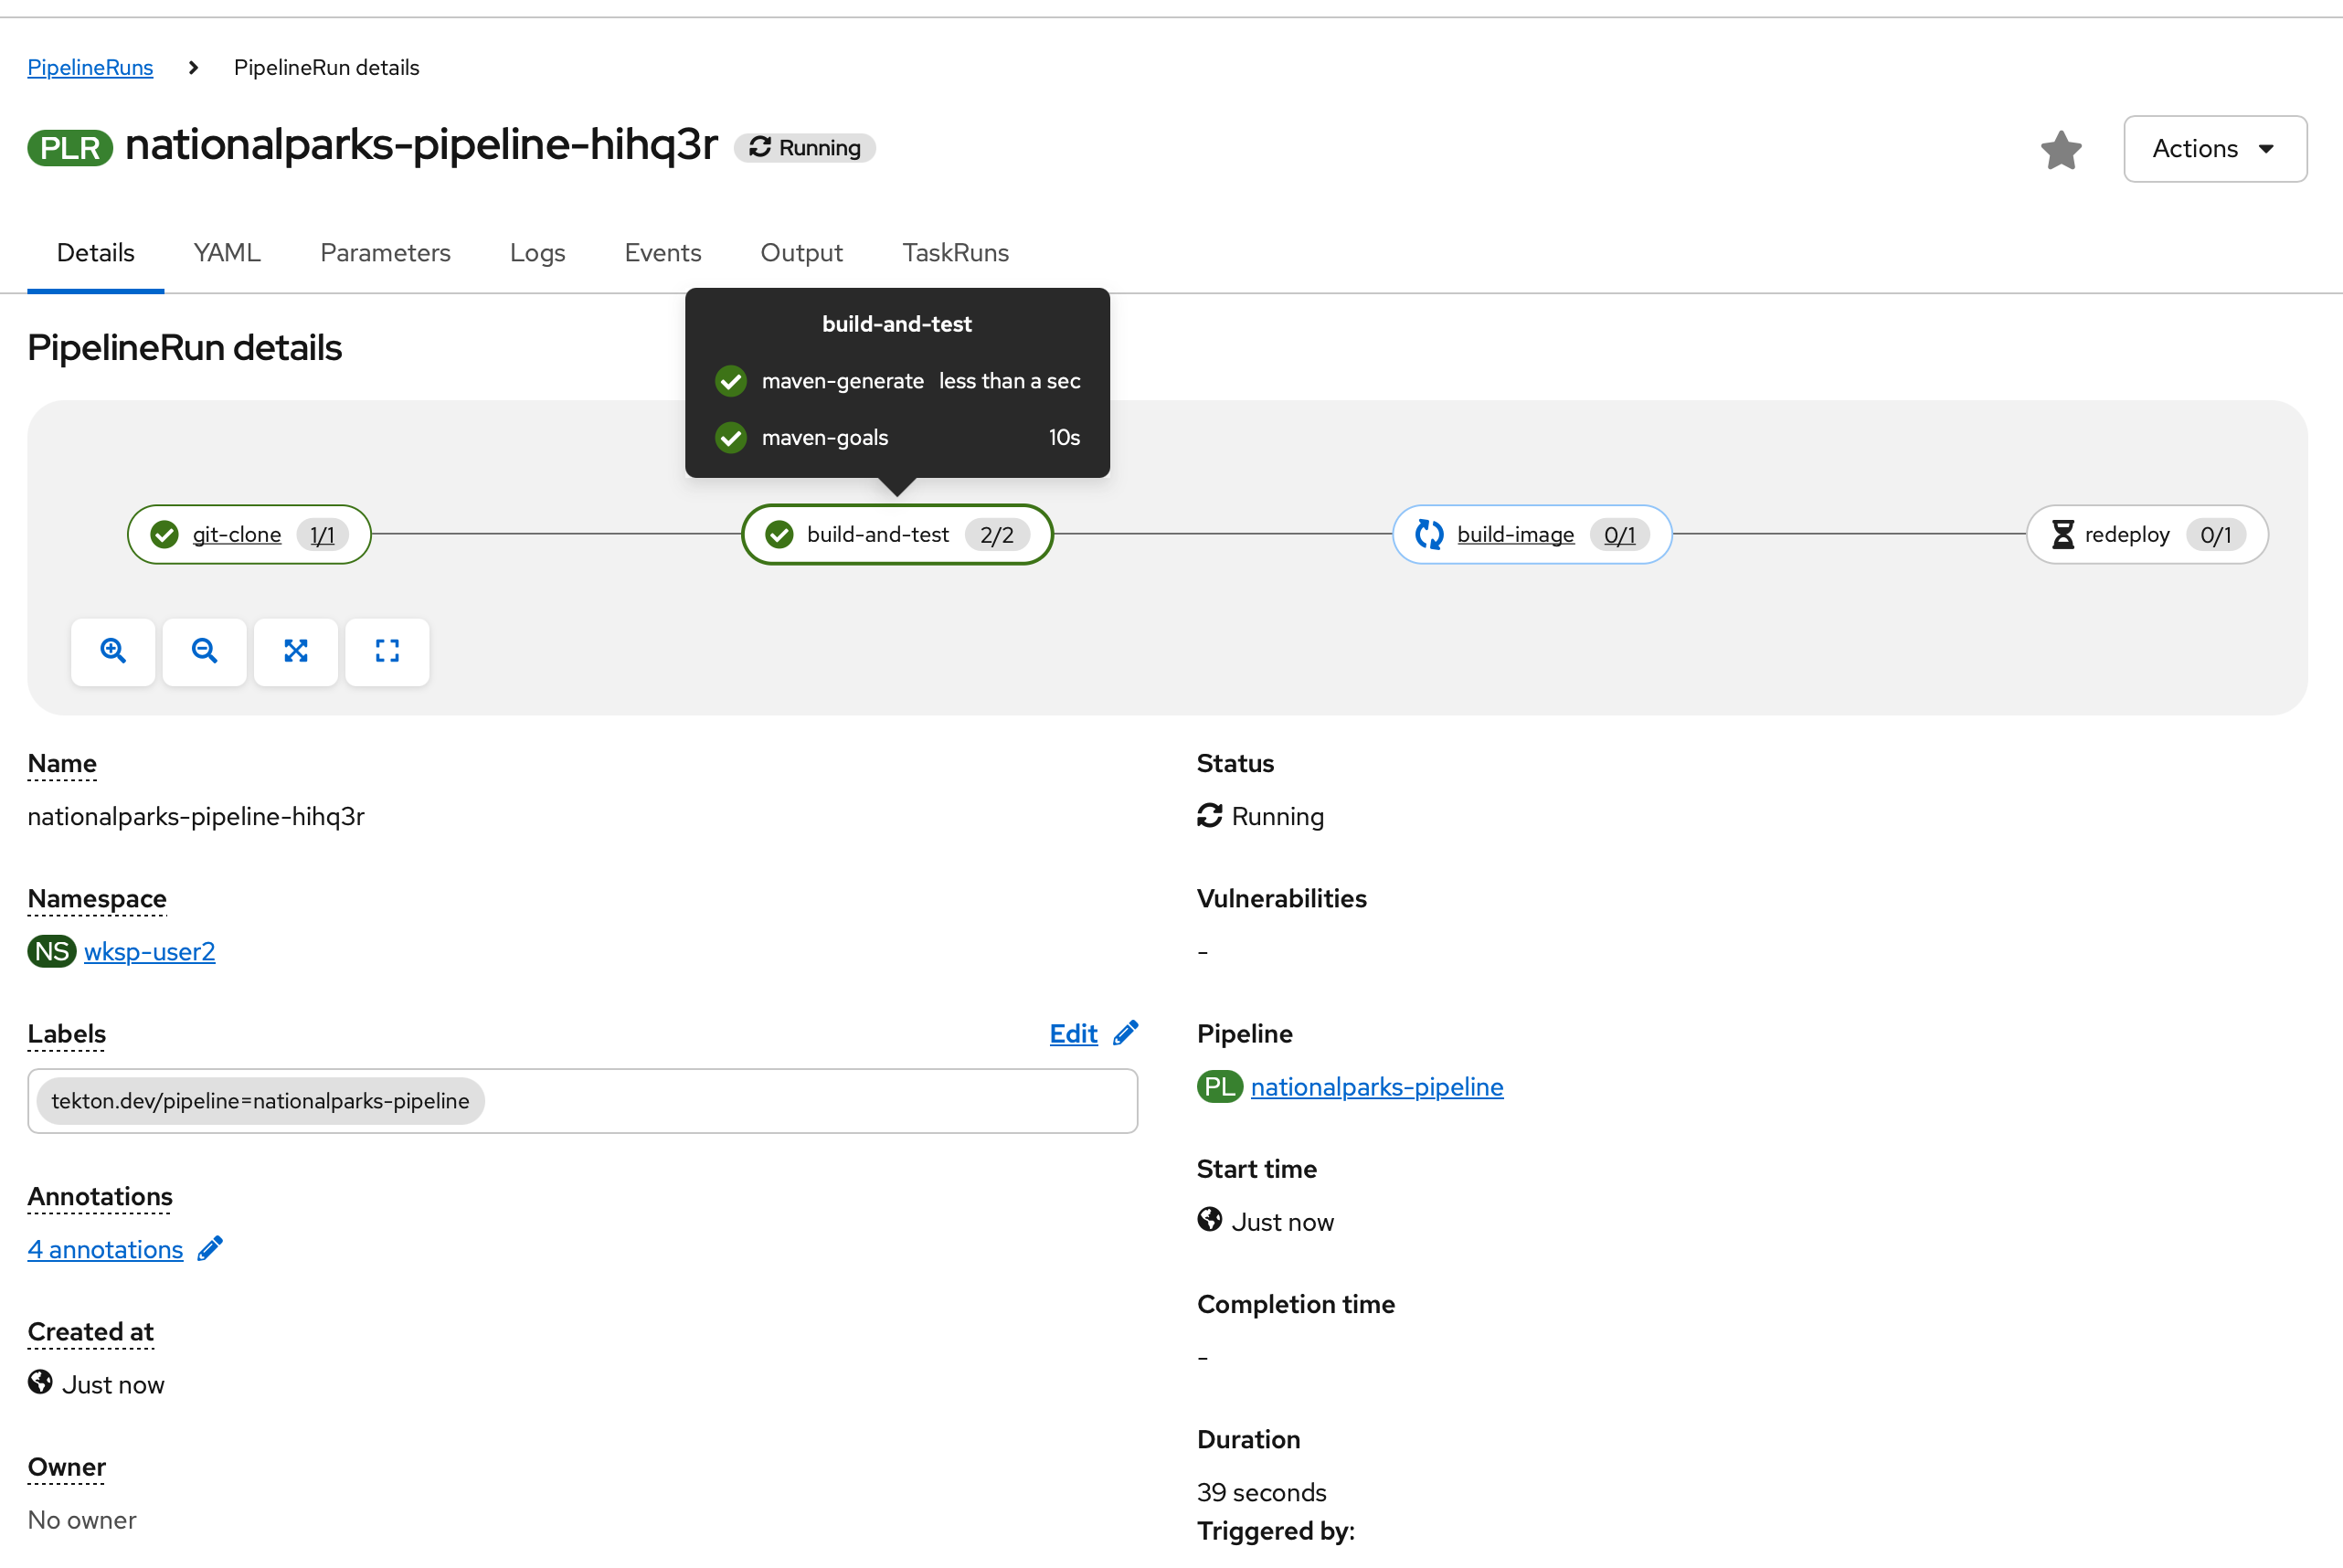 PipelineRuns > PipelineRun details
PLR nationalparks-pipeline-hihq3r Running
Actions
Details YAML Parameters Logs Events Output TaskRuns
PipelineRun details
build-and-test
maven-generate less than a sec
maven-goals 10s
git-clone 1/1
build-and-test 2/2
build-image 0/1
redeploy 0/1
Name
nationalparks-pipeline-hihq3r
Namespace
NS wksp-user2
Labels
Edit
tekton.dev/pipeline=nationalparks-pipeline
Annotations
4 annotations
Created at
Just now
Owner
No owner
Status
Running
Vulnerabilities
-
Pipeline
PL nationalparks-pipeline
Start time
Just now
Completion time
-
Duration
39 seconds
Triggered by: